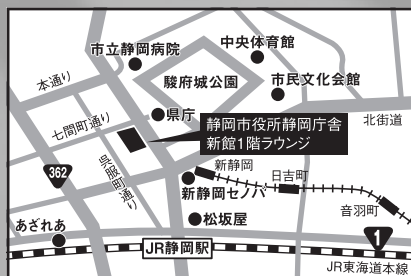 市立静岡病院
中央体育館
本通り
駿府城公園
市民文化会館
県庁
七間町通り
北街道
静岡市役所静岡庁舎
新館1階ラウンジ
呉服町通り
362
新静岡
日吉町
新静岡セノバ
音羽町
松坂屋
あざれあ
1
JR静岡駅
JR東海道本線